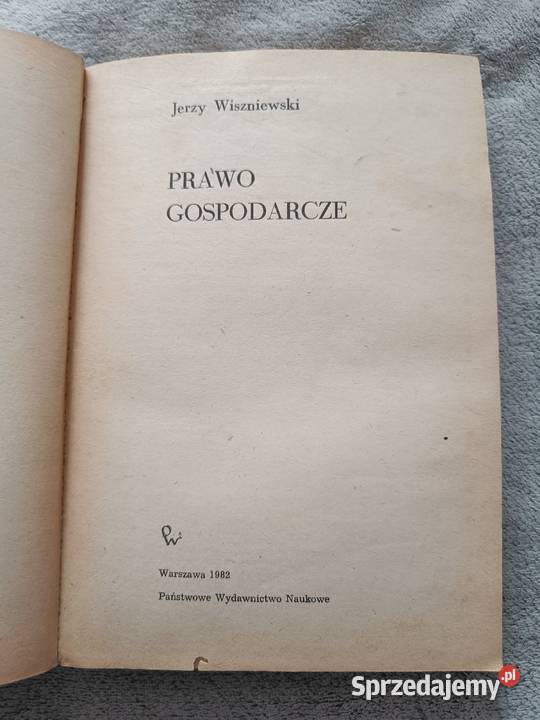 Jerzy Wiszniewski
PRAWO
GOSPODARCZE
Warszawa 1982
Państwowe Wydawnictwo Naukowe
Sprzedajemy.pl